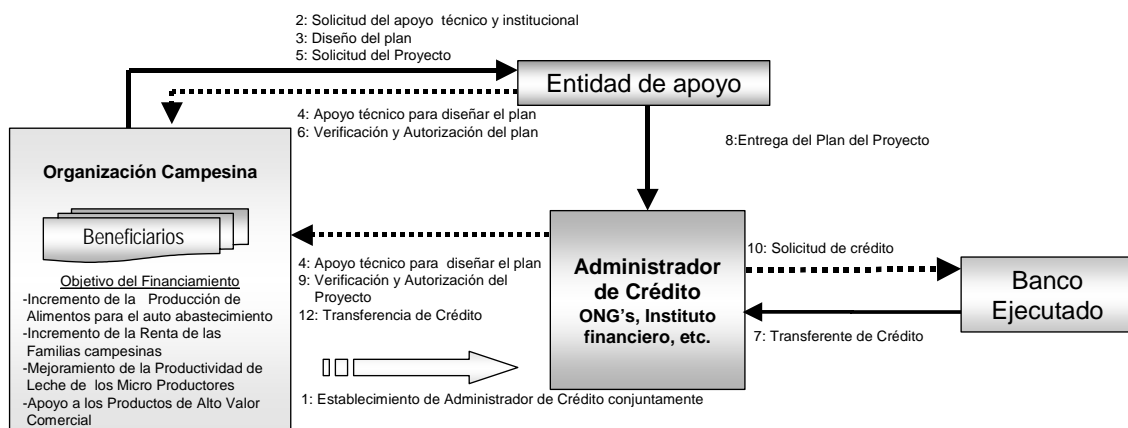 2: Solicitud del apoyo técnico y institucional
3: Diseño del plan
5: Solicitud del Proyecto
Entidad de apoyo
4: Apoyo técnico para diseñar el plan
6: Verificación y Autorización del plan
8:Entrega del Plan del Proyecto
Organización Campesina
Beneficiarios
Objetivo del Financiamiento
-Incremento de la Producción de
Alimentos para el auto abastecimiento
-Incremento de la Renta de las
Familias campesinas
-Mejoramiento de la Productividad de
Leche de los Micro Productores
-Apoyo a los Productos de Alto Valor
Comercial
4: Apoyo técnico para diseñar el plan
9: Verificación y Autorización del
Proyecto
12: Transferencia de Crédito
1: Establecimiento de Administrador de Crédito conjuntamente
Administrador
de Crédito
ONG's, Instituto
financiero, etc.
10: Solicitud de crédito
7: Transferente de Crédito
Banco
Ejecutado